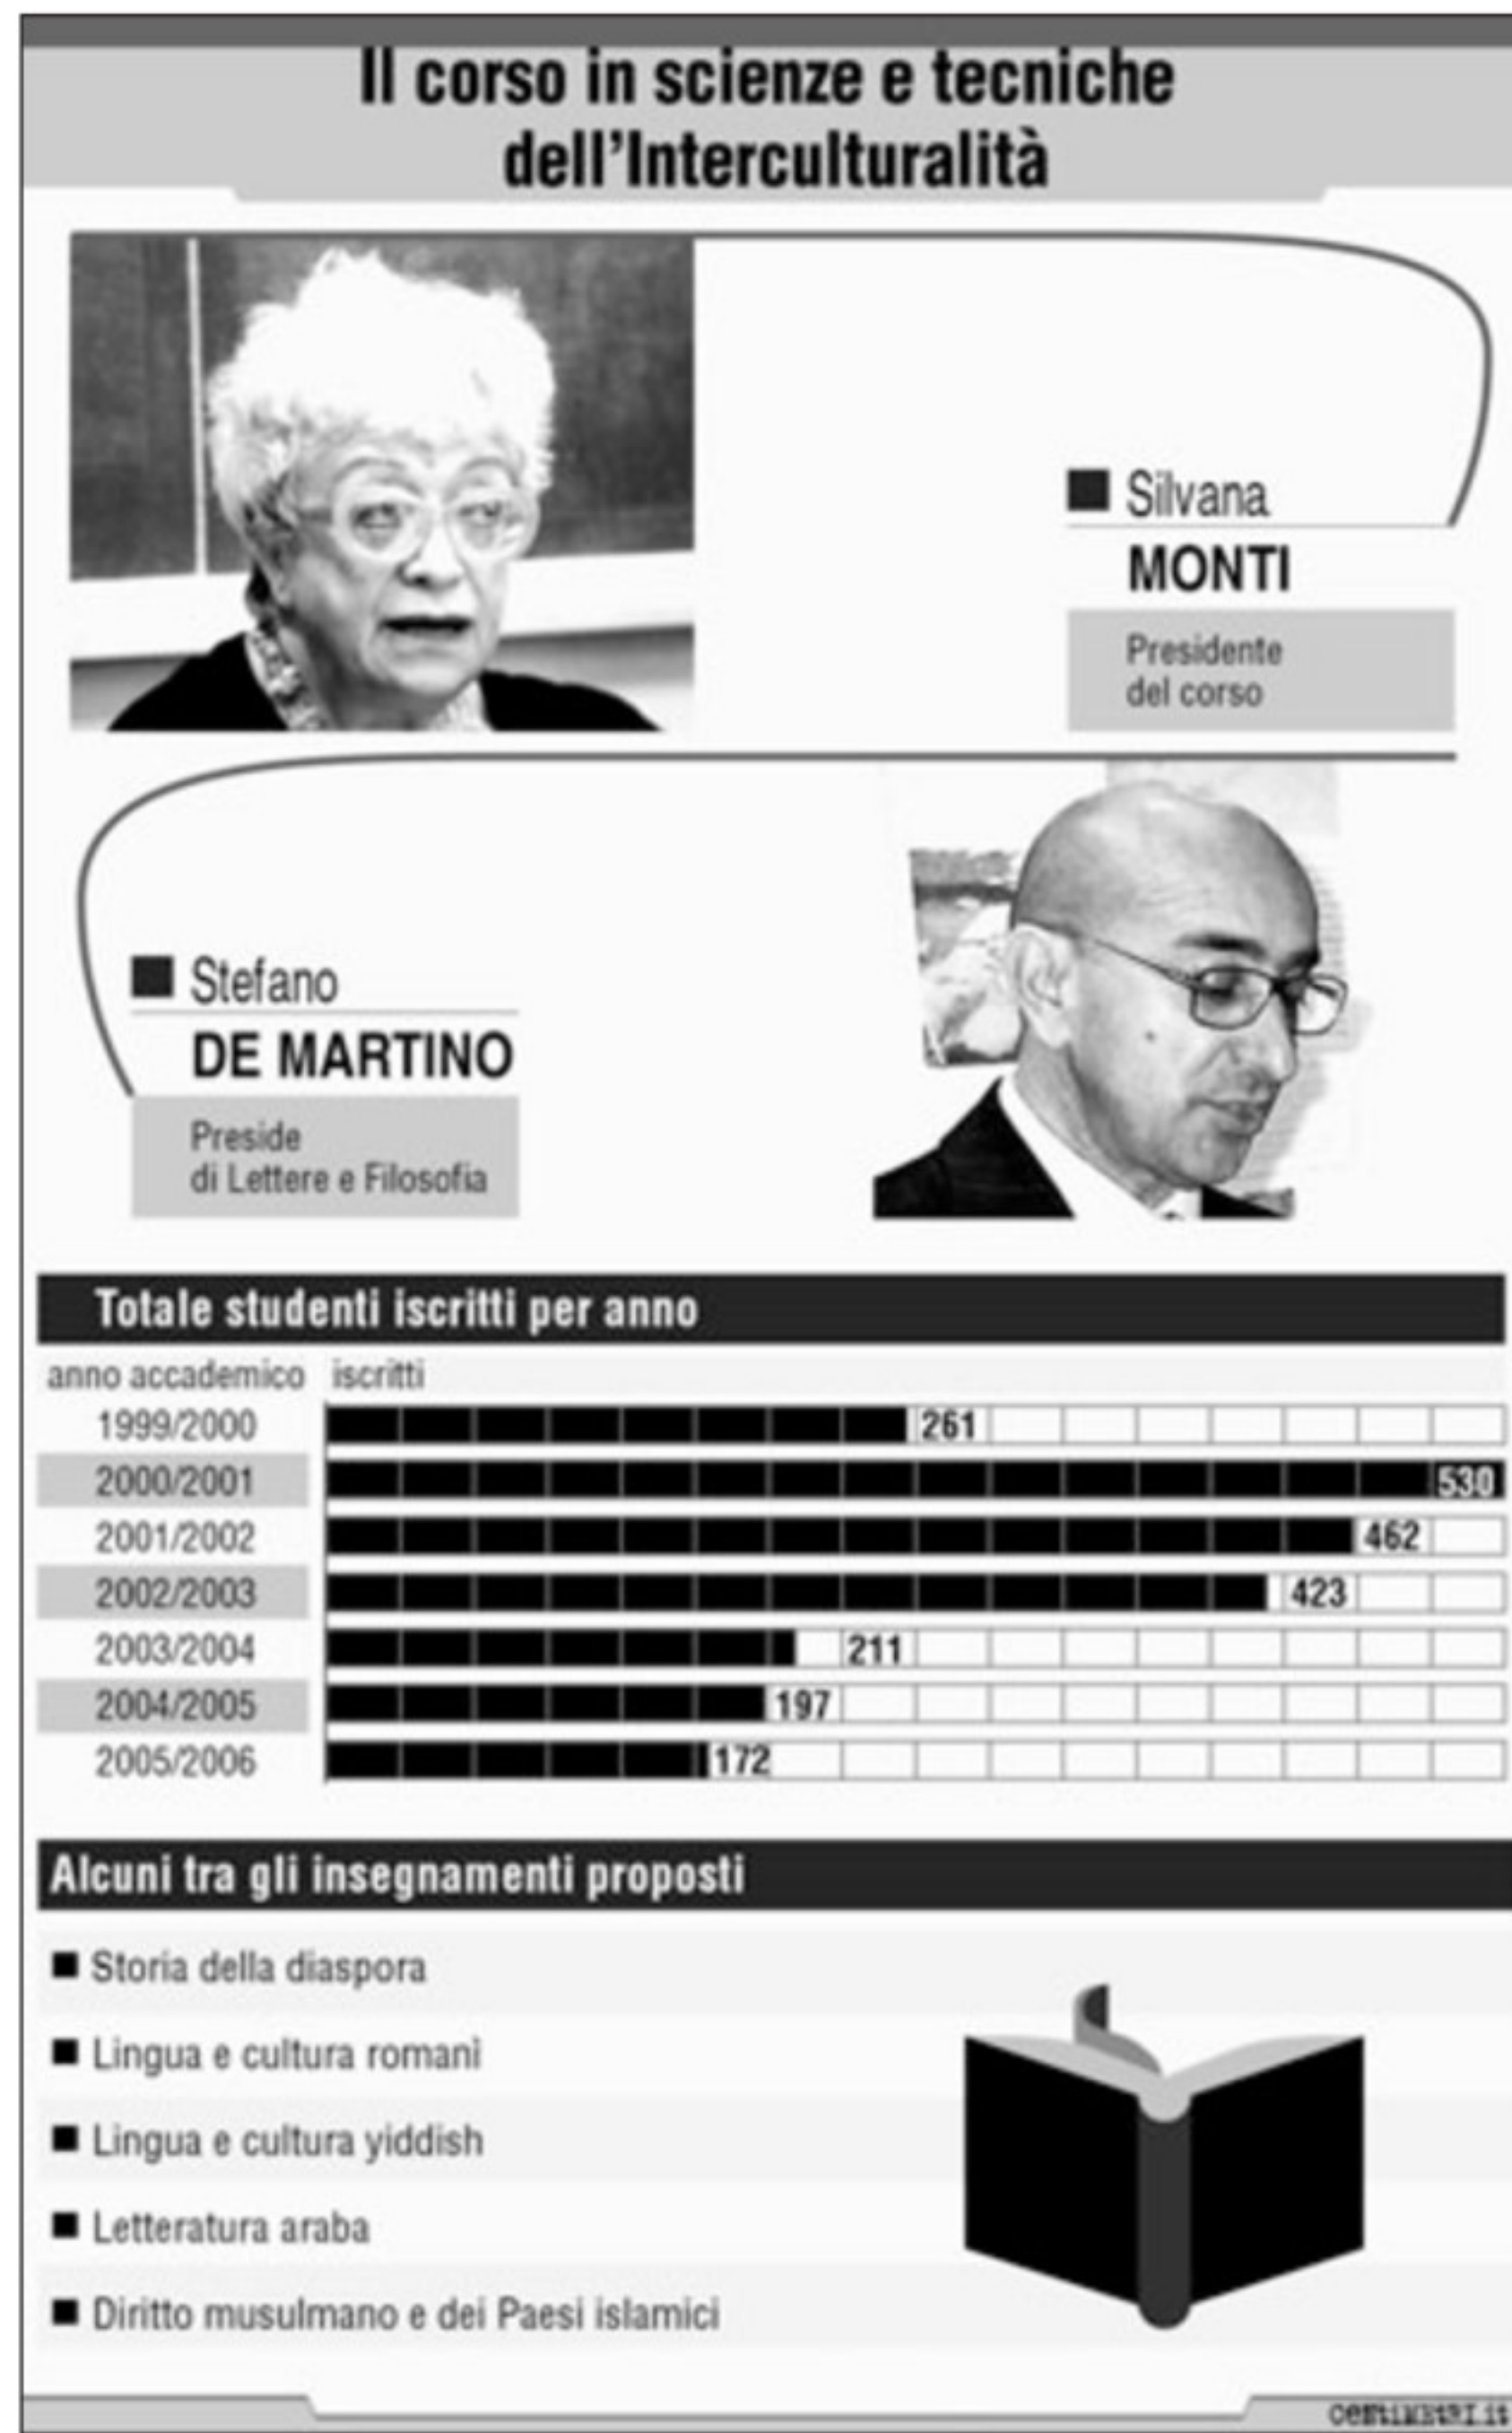 Il corso in scienze e tecniche
dell'Interculturalità
Silvana
MONTI
Presidente
del corso
Stefano
DE MARTINO
Preside
di Lettere e Filosofia
Totale studenti iscritti per anno
anno accademico iscritti
1999/2000 261
2000/2001 530
2001/2002 462
2002/2003 423
2003/2004 211
2004/2005 197
2005/2006 172
Alcuni tra gli insegnamenti proposti
Storia della diaspora
Lingua e cultura romanì
Lingua e cultura yiddish
Letteratura araba
Diritto musulmano e dei Paesi islamici
CENTIMETRI.it